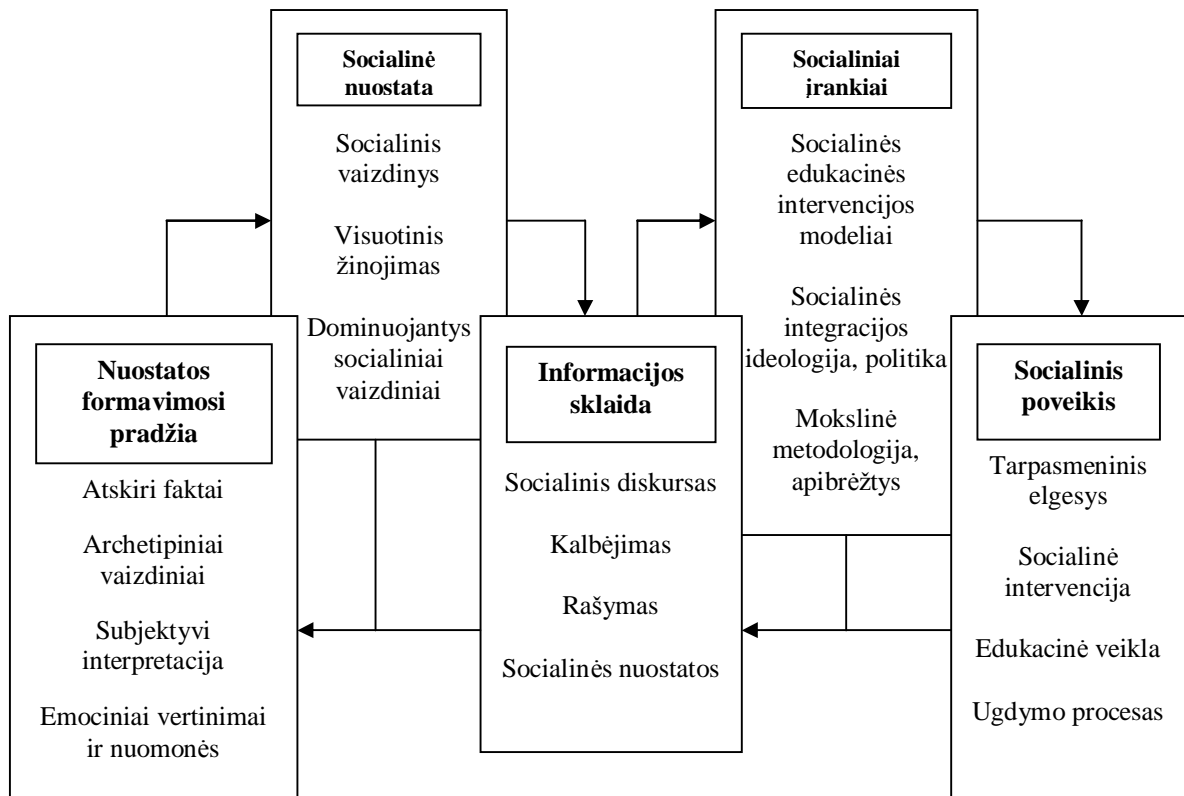 Socialinė
nuostata
Socialinis
vaizdinys
Visuotinis
žinojimas
Dominuojantys
socialiniai
vaizdiniai
Socialiniai
įrankiai
Socialinės
edukacinės
intervencijos
modeliai
Socialinės
integracijos
ideologija, politika
Mokslinė
metodologija,
apibrėžtys
Nuostatos
formavimosi
pradžia
Atskiri faktai
Archetipiniai
vaizdiniai
Subjektyvi
interpretacija
Emociniai vertinimai
ir nuomonės
Informacijos
sklaida
Socialinis diskursas
Kalbėjimas
Rašymas
Socialinės nuostatos
Socialinis
poveikis
Tarpasmeninis
elgesys
Socialinė
intervencija
Edukacinė veikla
Ugdymo procesas